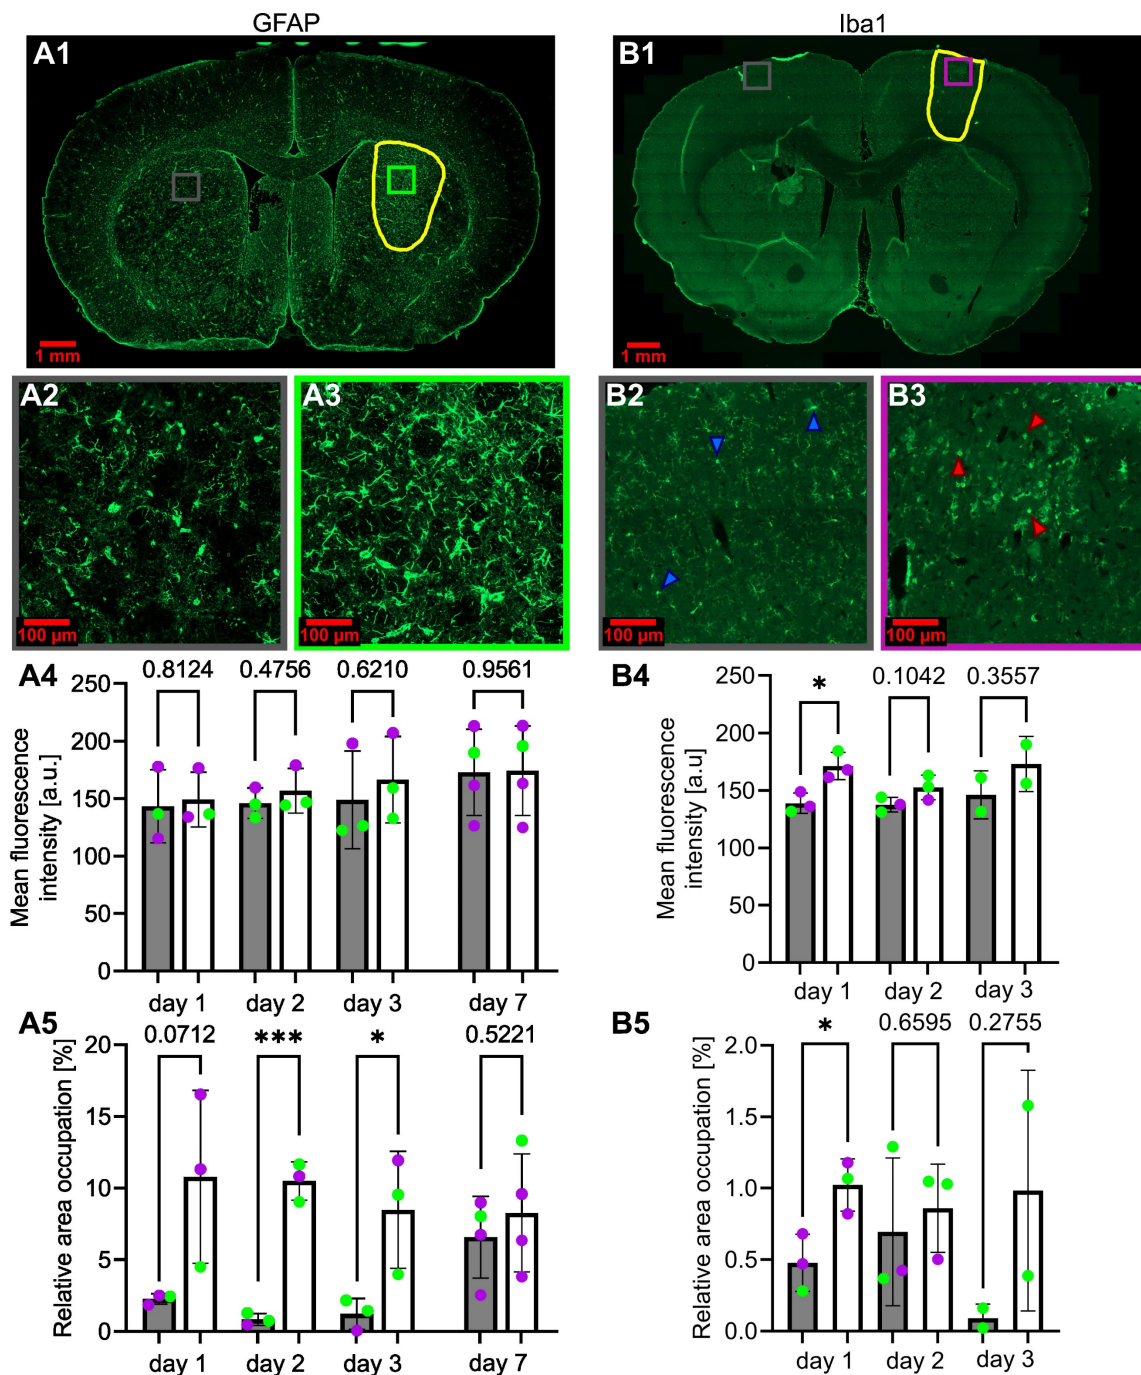 GFAP
Iba1
A1
1 mm
B1
1 mm
A2
100 µm
A3
100 µm
B2
100 µm
B3
100 µm
A4
0.8124 0.4756 0.6210 0.9561
Mean fluorescence
intensity [a.u.]
250
200
150
100
50
0
day 1 day 2 day 3 day 7
B4
* 0.1042 0.3557
Mean fluorescence
intensity [a.u]
250
200
150
100
50
0
day 1 day 2 day 3
A5
0.0712 *** * 0.5221
Relative area occupation [%]
20
15
10
5
0
day 1 day 2 day 3 day 7
B5
* 0.6595 0.2755
Relative area occupation [%]
2.0
1.5
1.0
0.5
0.0
day 1 day 2 day 3